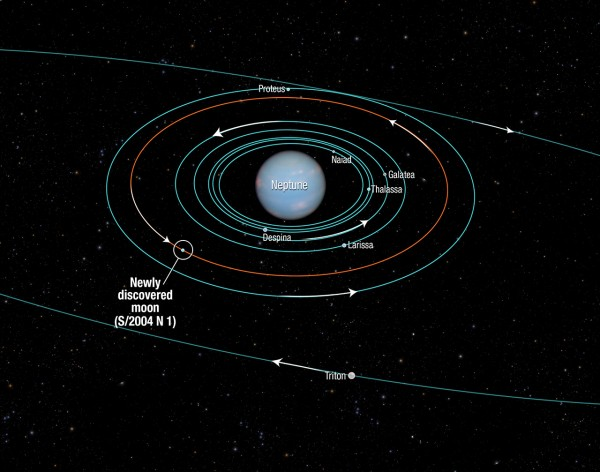 Proteus
Naiad
Galatea
Neptune
Thalassa
Despina
Larissa
Newly
discovered
moon
(S/2004 N 1)
Triton